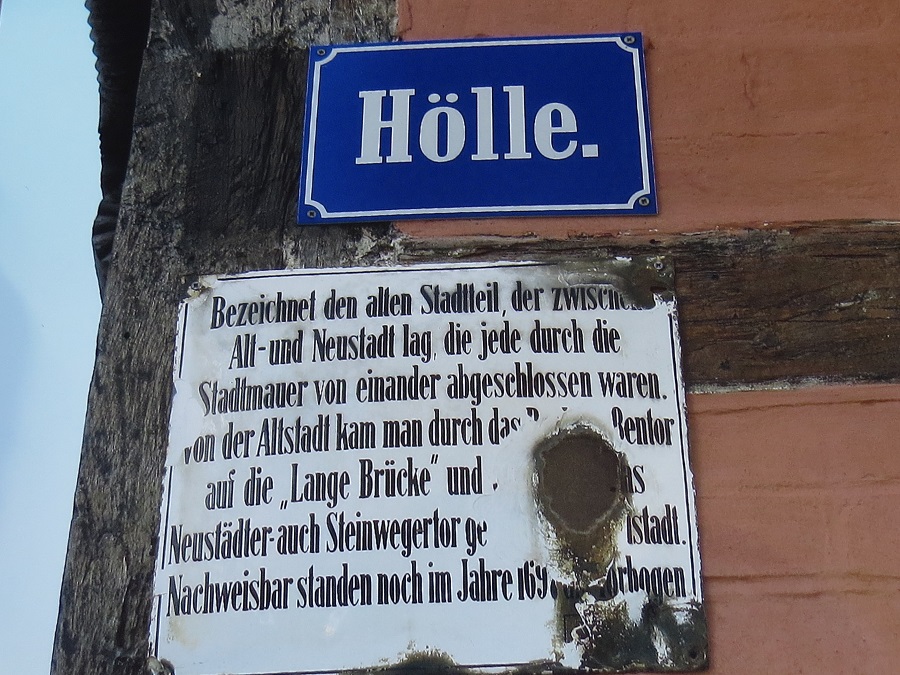 Hölle.
Bezeichnet den alten Stadtteil, der
Alt-und Neustadt lag, die jede durch die
Stadtmauer von einander abgeschlossen waren.
von der Altstadt kam man durch das
auf die „Lange Brücke" und
Neustädter-auch Steinwegertor
Nachweisbar standen noch im Jahre